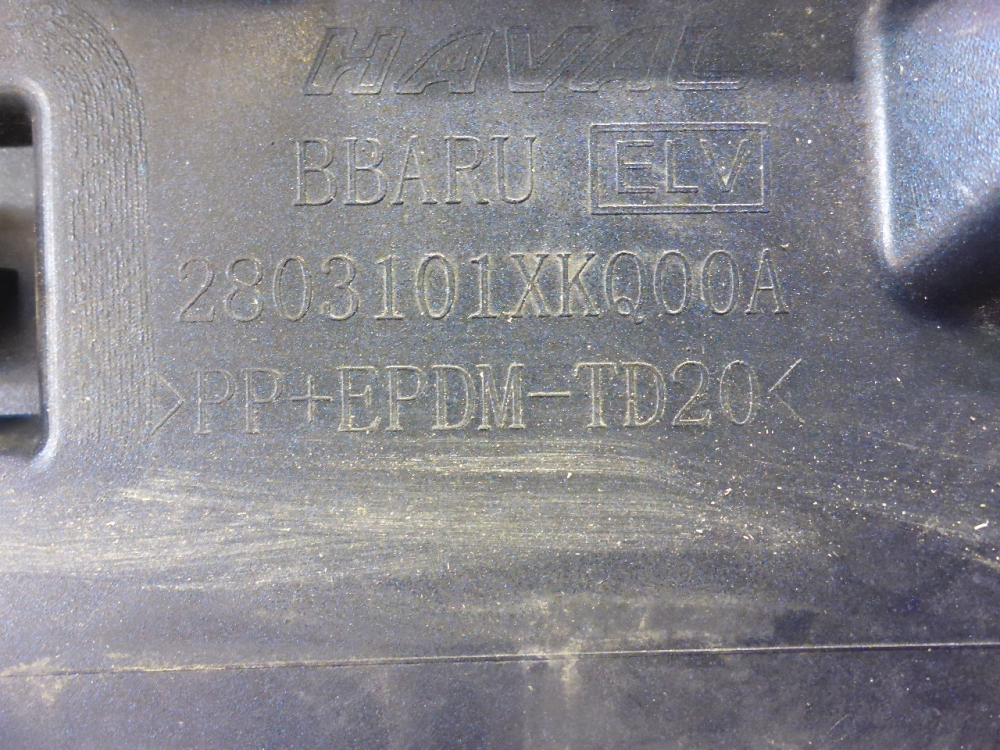 HAVAL
BBARU ELV
2803101XKQ00A
>PP+EPDM-TD20<